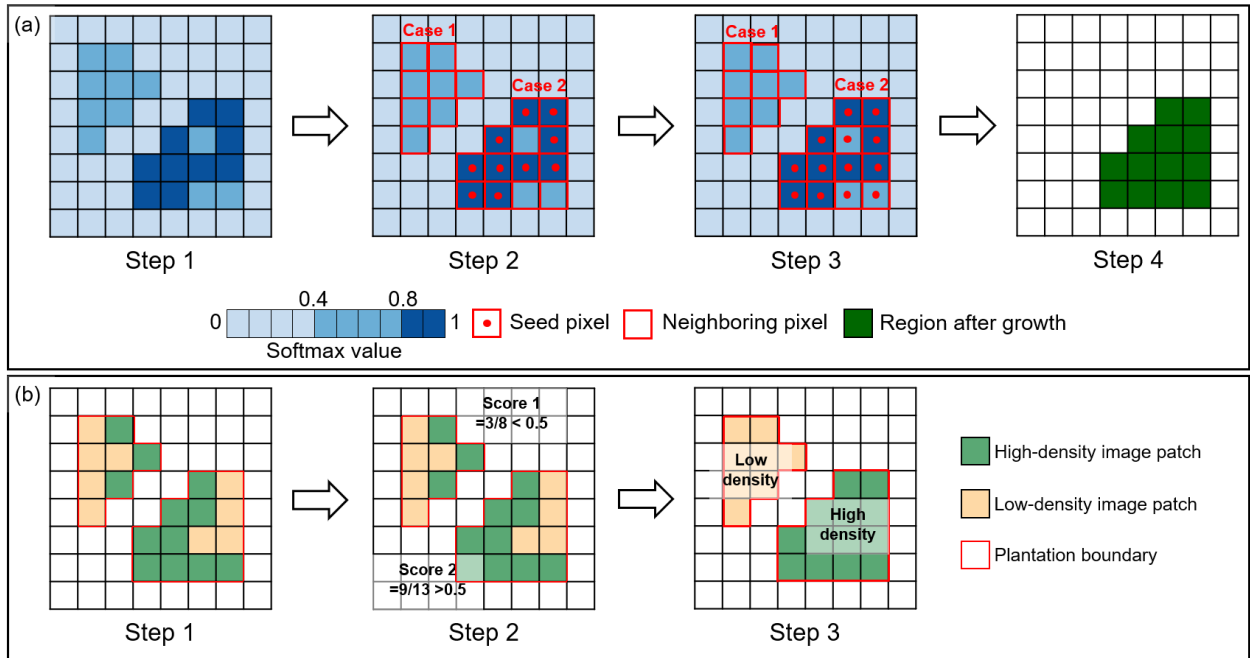 (a)
Case 1
Case 2
Case 1
Case 2
Step 1
Step 2
Step 3
Step 4
0
0.4
0.8
1
Softmax value
Seed pixel
Neighboring pixel
Region after growth
(b)
Score 1
=3/8 < 0.5
Score 2
=9/13 >0.5
Low
density
High
density
Step 1
Step 2
Step 3
High-density image patch
Low-density image patch
Plantation boundary